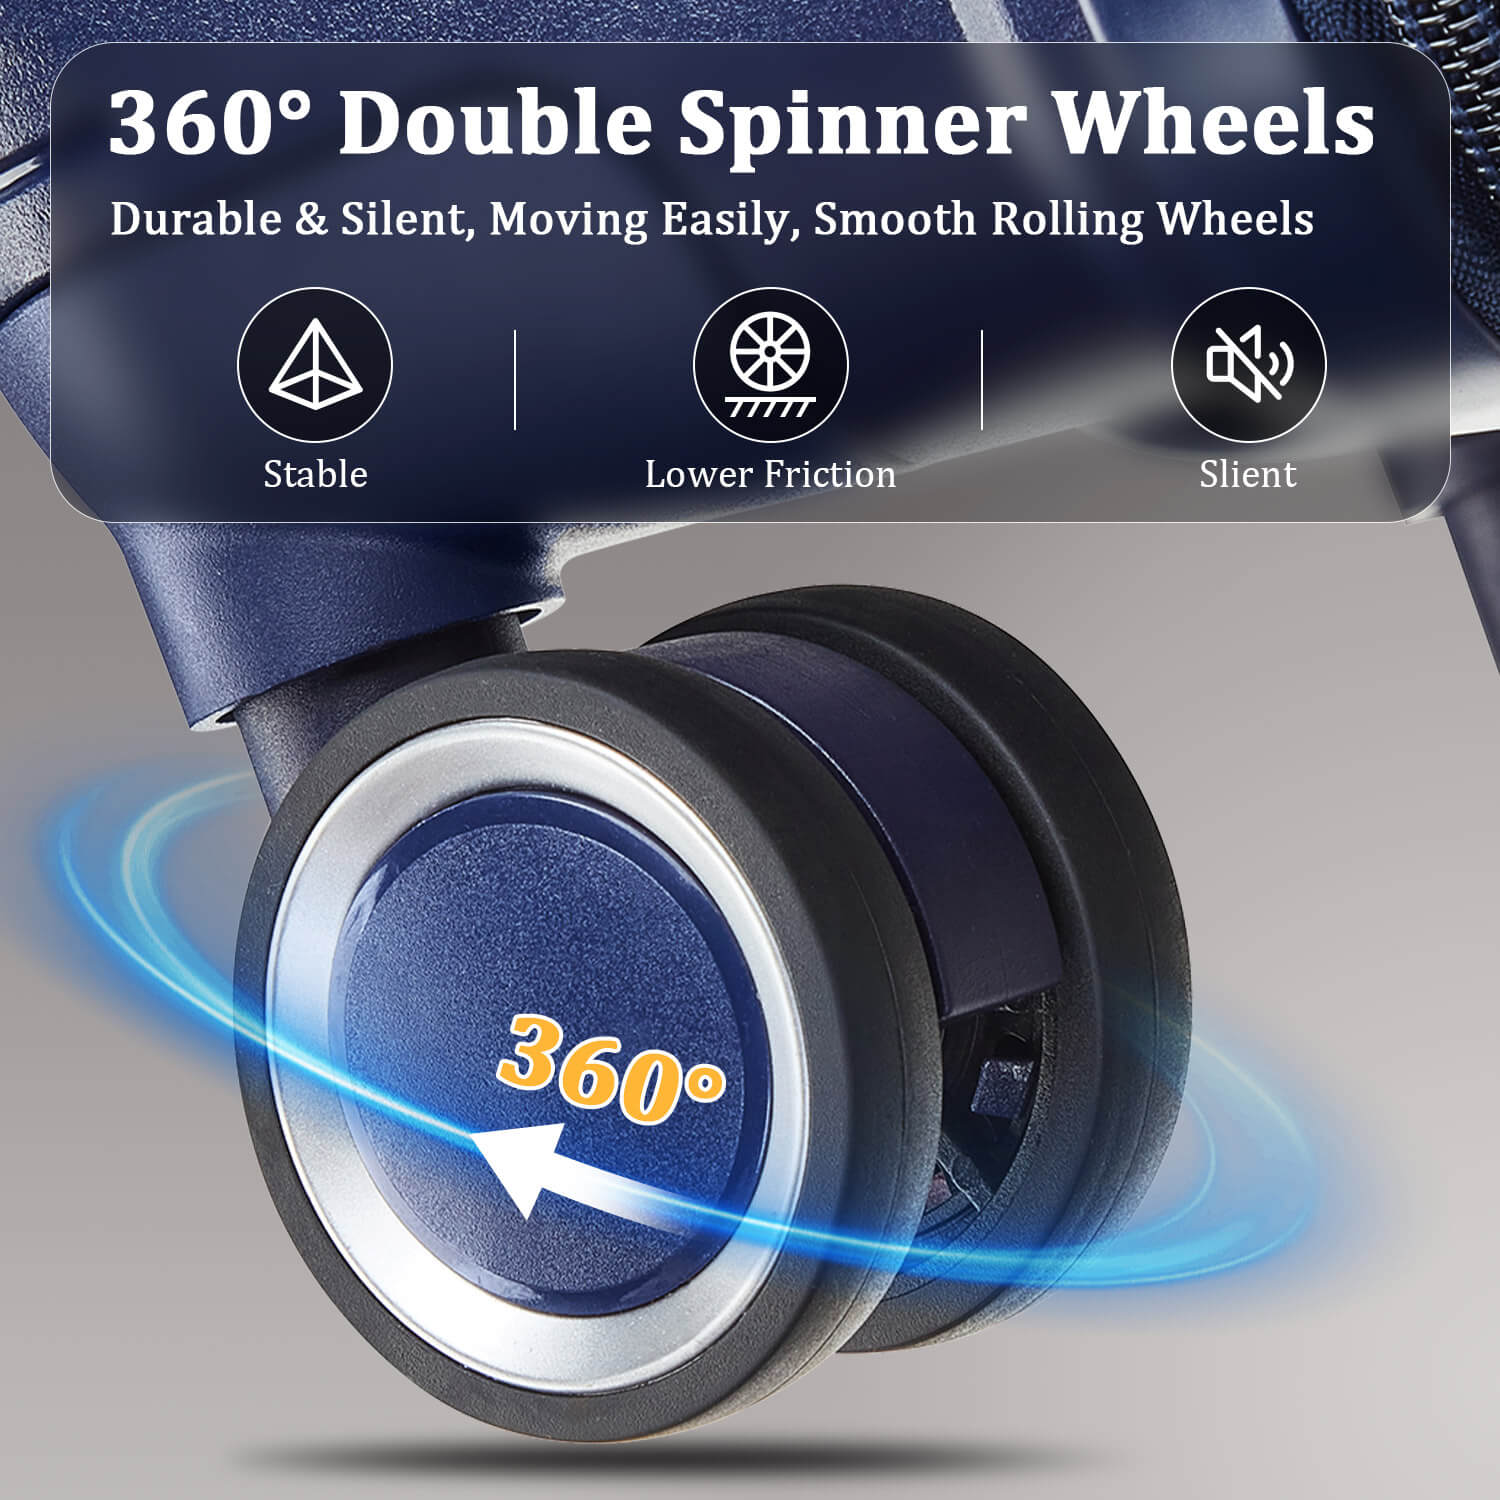 360° Double Spinner Wheels
Durable & Silent, Moving Easily, Smooth Rolling Wheels
Stable
Lower Friction
Slient
360°